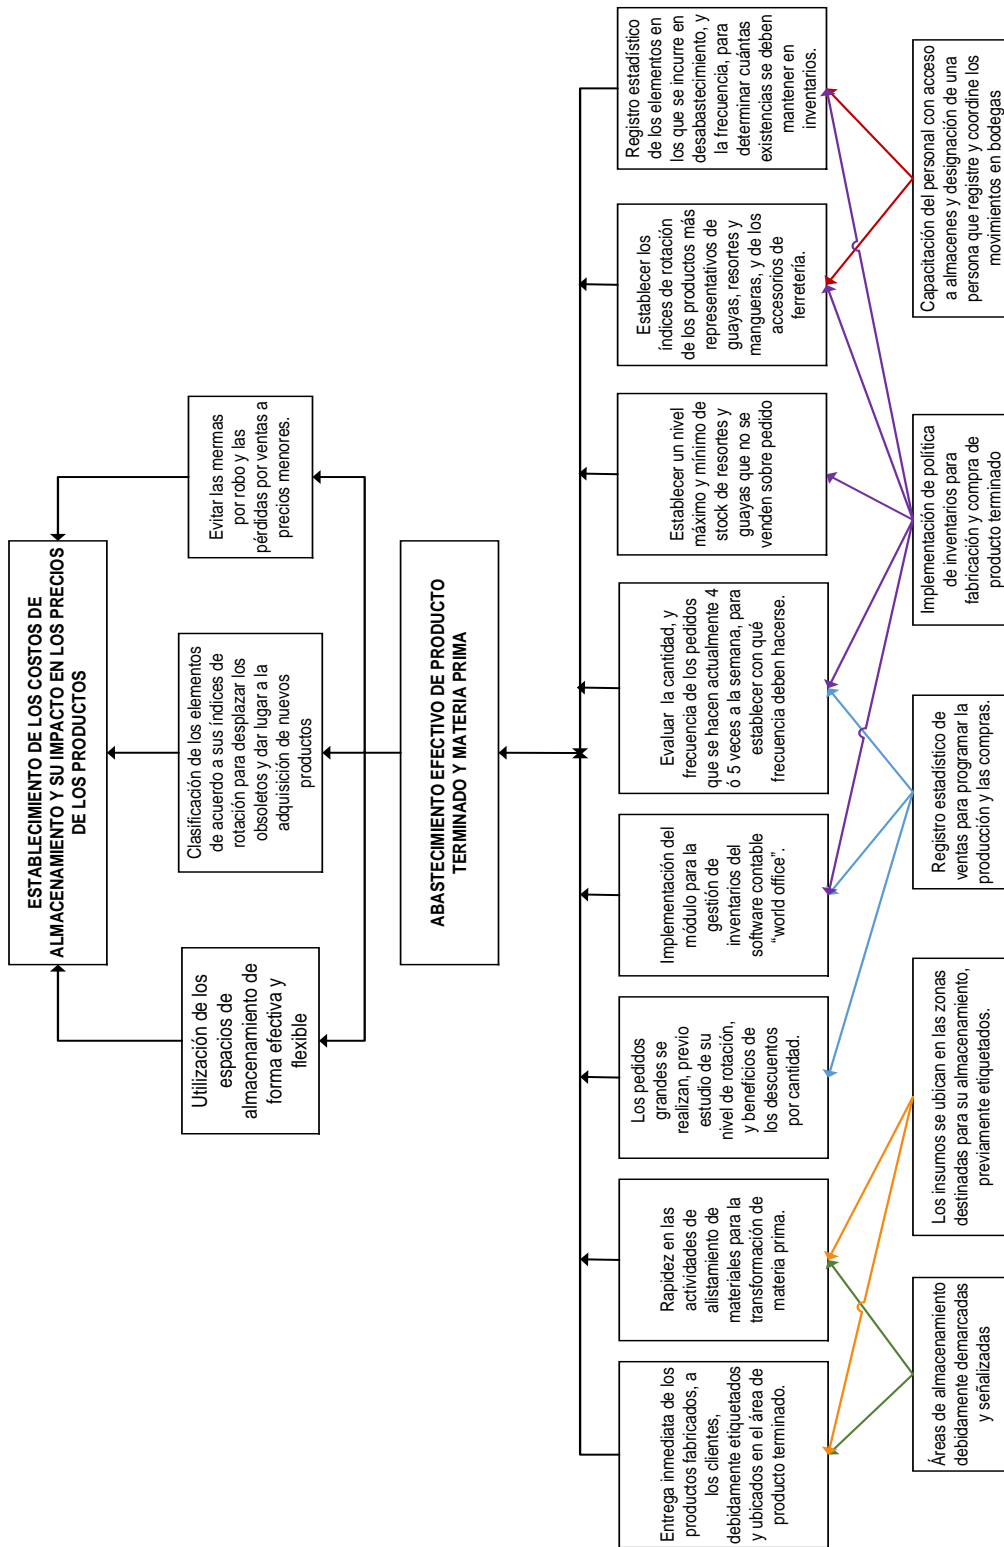 ESTABLECIMIENTO DE LOS COSTOS DE
ALMACENAMIENTO Y SU IMPACTO EN LOS PRECIOS
DE LOS PRODUCTOS
Utilización de los
espacios de
almacenamiento de
forma efectiva y
flexible
Clasificación de los elementos
de acuerdo a sus índices de
rotación para desplazar los
obsoletos y dar lugar a la
adquisición de nuevos
productos
Evitar las mermas
por robo y las
pérdidas por ventas a
precios menores.
ABASTECIMIENTO EFECTIVO DE PRODUCTO
TERMINADO Y MATERIA PRIMA
Entrega inmediata de los
productos fabricados, a
los clientes,
debidamente etiquetados
y ubicados en el área de
producto terminado.
Rapidez en las
actividades de
alistamiento de
materiales para la
transformación de
materia prima.
Los pedidos
grandes se
realizan, previo
estudio de su
nivel de rotación,
y beneficios de
los descuentos
por cantidad.
Implementación del
módulo para la
gestión de
inventarios del
software contable
“world office”.
Evaluar la cantidad, y
frecuencia de los pedidos
que se hacen actualmente 4
ó 5 veces a la semana, para
establecer con qué
frecuencia deben hacerse.
Establecer un nivel
máximo y mínimo de
stock de resortes y
guayas que no se
venden sobre pedido
Establecer los
índices de rotación
de los productos más
representativos de
guayas, resortes y
mangueras, y de los
accesorios de
ferretería.
Registro estadístico
de los elementos en
los que se incurre en
desabastecimiento, y
la frecuencia, para
determinar cuántas
existencias se deben
mantener en
inventarios.
Áreas de almacenamiento
debidamente demarcadas
y señalizadas
Los insumos se ubican en las zonas
destinadas para su almacenamiento,
previamente etiquetados.
Registro estadístico de
ventas para programar la
producción y las compras.
Implementación de política
de inventarios para
fabricación y compra de
producto terminado
Capacitación del personal con acceso
a almacenes y designación de una
persona que registre y coordine los
movimientos en bodegas